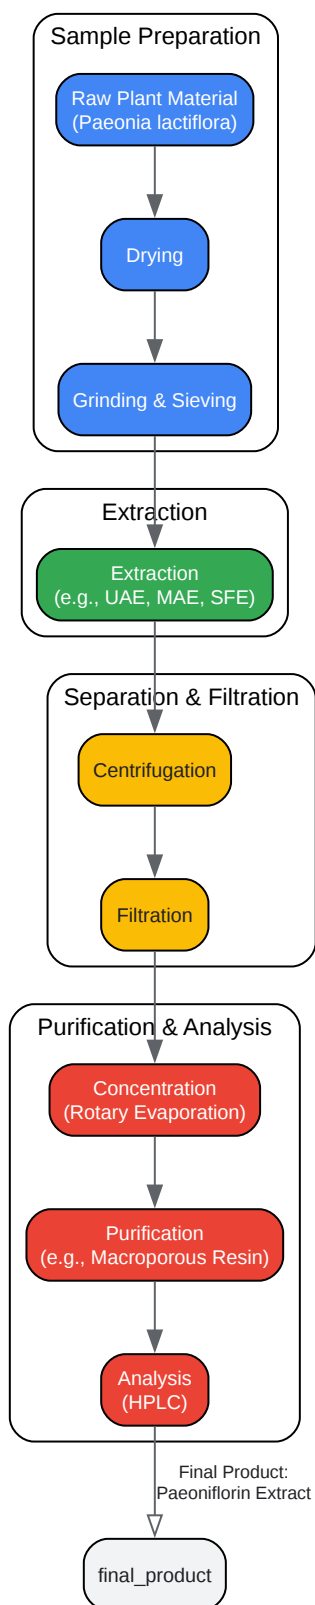 Sample Preparation
Raw Plant Material
(Paeonia lactiflora)
Drying
Grinding & Sieving
Extraction
Extraction
(e.g., UAE, MAE, SFE)
Separation & Filtration
Centrifugation
Filtration
Purification & Analysis
Concentration
(Rotary Evaporation)
Purification
(e.g., Macroporous Resin)
Analysis
(HPLC)
Final Product:
Paeoniflorin Extract
final_product